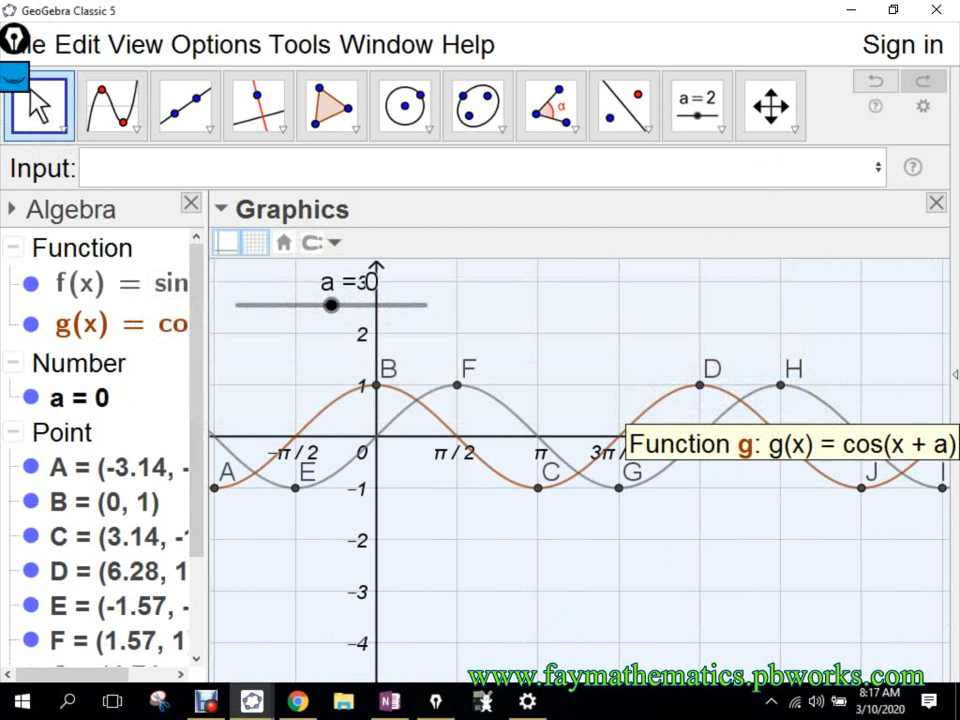 GeoGebra Classic 5
Edit View Options Tools Window Help
Sign in
α
a = 2
Input:
Algebra
Graphics
Function
f(x) = sin
g(x) = co
Number
a = 0
Point
A = (-3.14, -
B = (0, 1)
C = (3.14, -1
D = (6.28, 1
E = (-1.57, -
F = (1.57, 1)
a = 0
3
2
1
B
F
D
H
−π / 2
0
π / 2
π
3π /
Function g: g(x) = cos(x + a)
A
E
C
G
J
I
−1
−2
−3
−4
www.faymathematics.pbworks.com
8:17 AM
3/10/2020